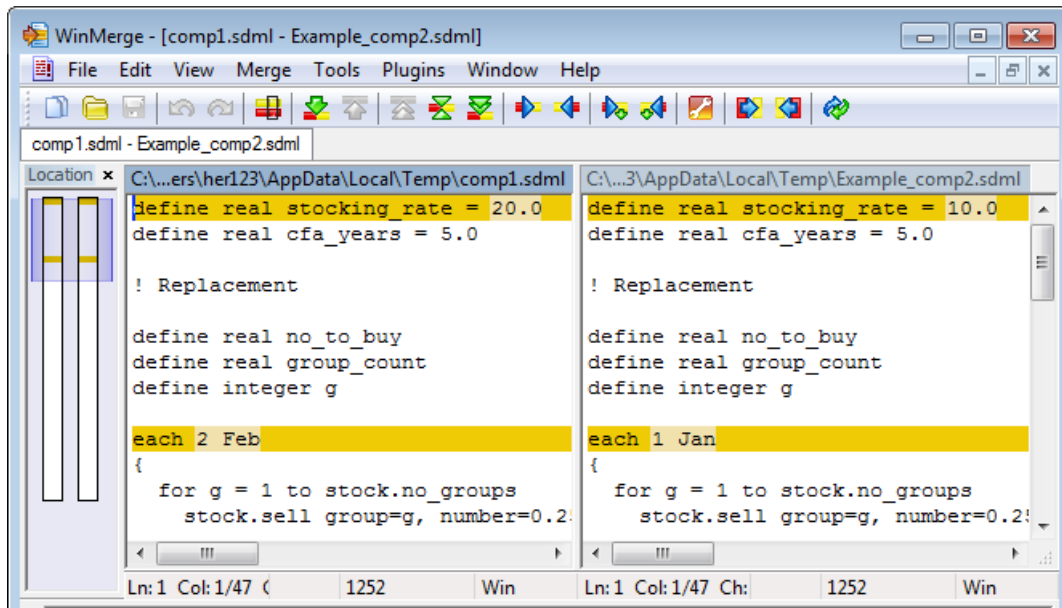 WinMerge - [comp1.sdml - Example_comp2.sdml]
File Edit View Merge Tools Plugins Window Help
comp1.sdml - Example_comp2.sdml
Location x
C:\...ers\her123\AppData\Local\Temp\comp1.sdml
define real stocking_rate = 20.0
define real cfa_years = 5.0
! Replacement
define real no_to_buy
define real group_count
define integer g
each 2 Feb
{
for g = 1 to stock.no_groups
stock.sell group=g, number=0.2
Ln: 1 Col: 1/47 C 1252 Win
C:\...3\AppData\Local\Temp\Example_comp2.sdml
define real stocking_rate = 10.0
define real cfa_years = 5.0
! Replacement
define real no_to_buy
define real group_count
define integer g
each 1 Jan
{
for g = 1 to stock.no_groups
stock.sell group=g, number=0.25
Ln: 1 Col: 1/47 Ch: 1252 Win